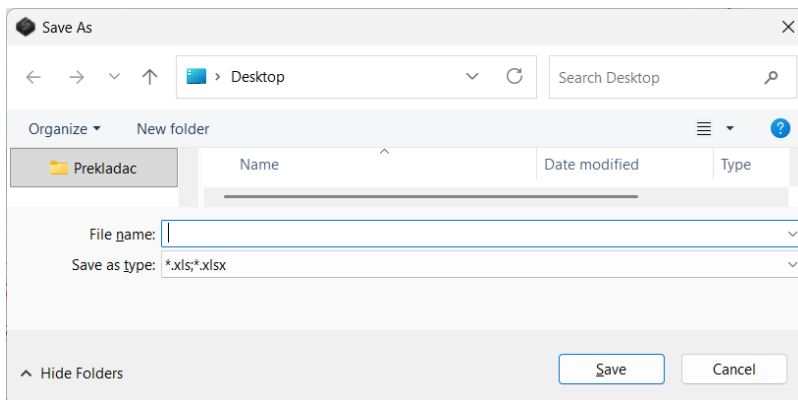 Save As
Desktop
Search Desktop
Organize New folder
Prekladac Name Date modified Type
File name:
Save as type: *.xls;*.xlsx
Hide Folders Save Cancel